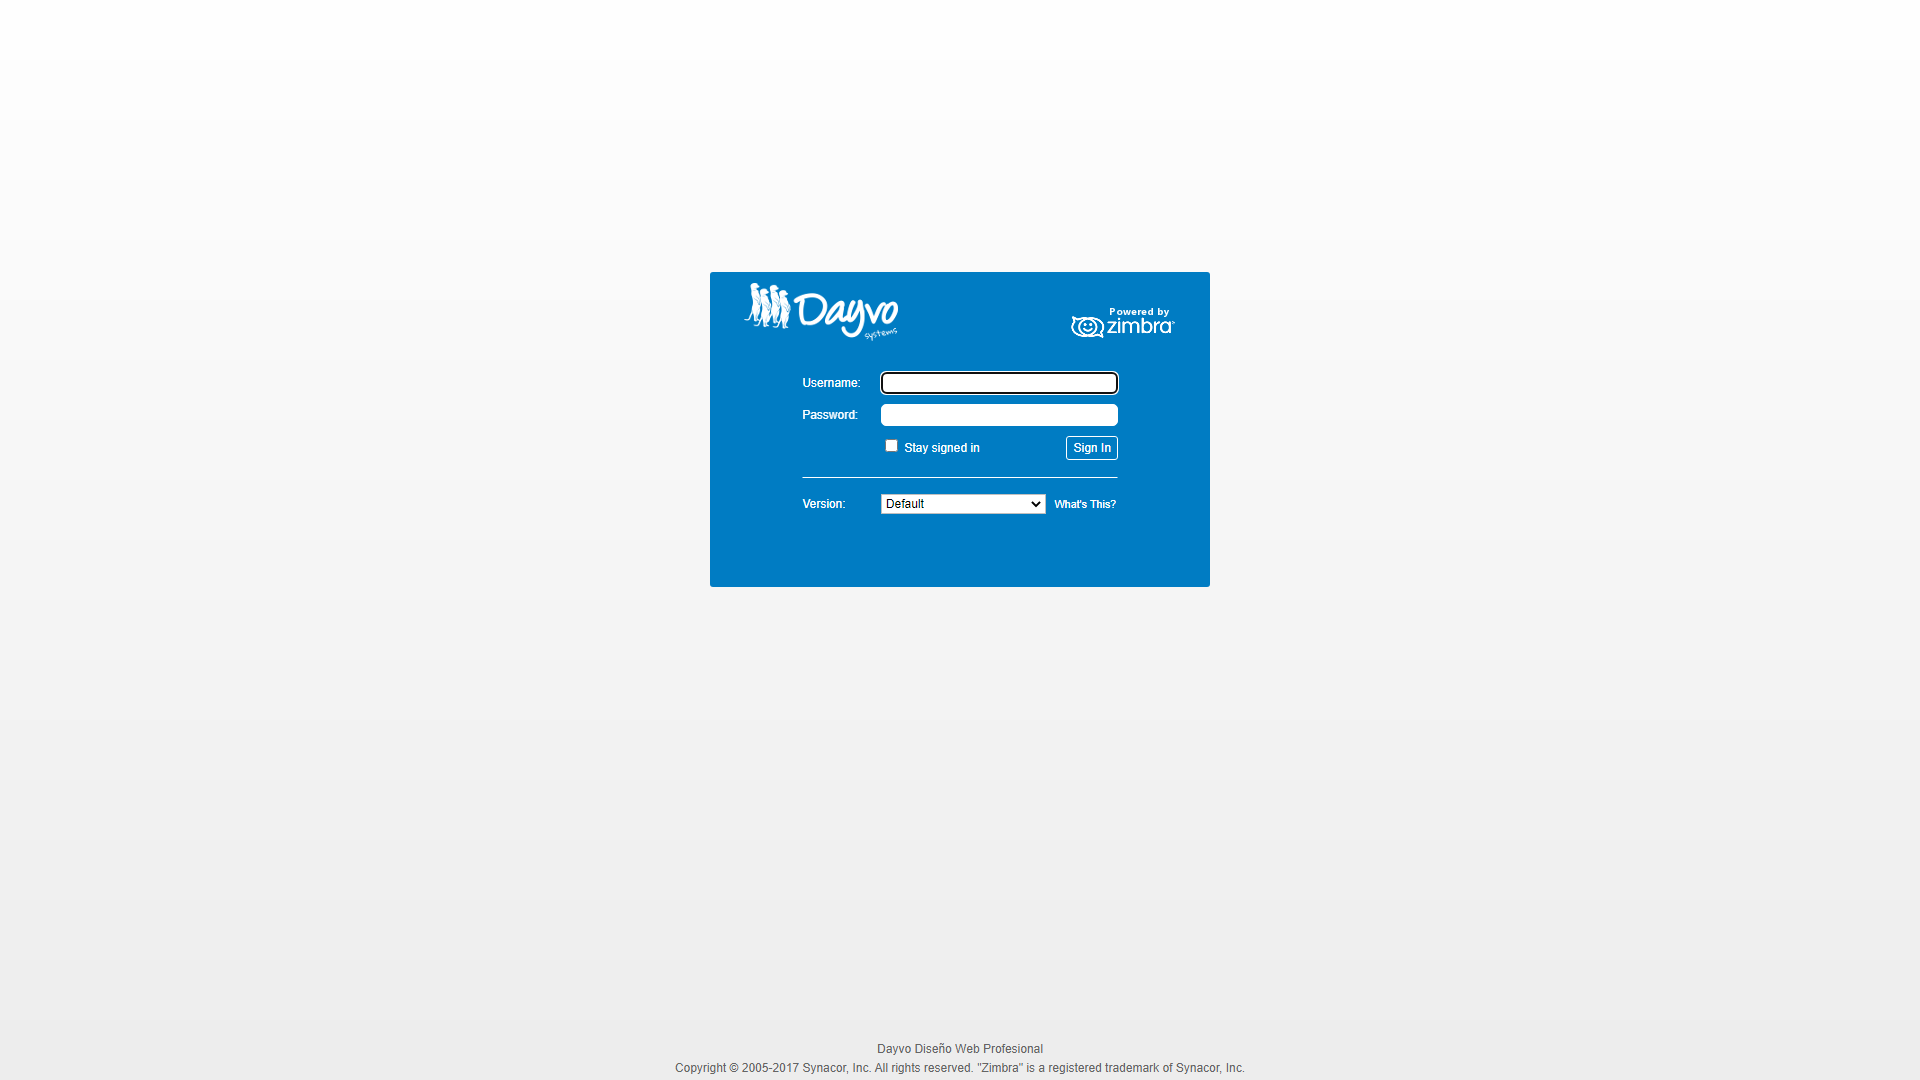 Dayvo
systems
Powered by
zimbra
Username:
Password:
Stay signed in
Sign In
Version:
Default
What's This?
Dayvo Diseño Web Profesional
Copyright © 2005-2017 Synacor, Inc. All rights reserved. "Zimbra" is a registered trademark of Synacor, Inc.